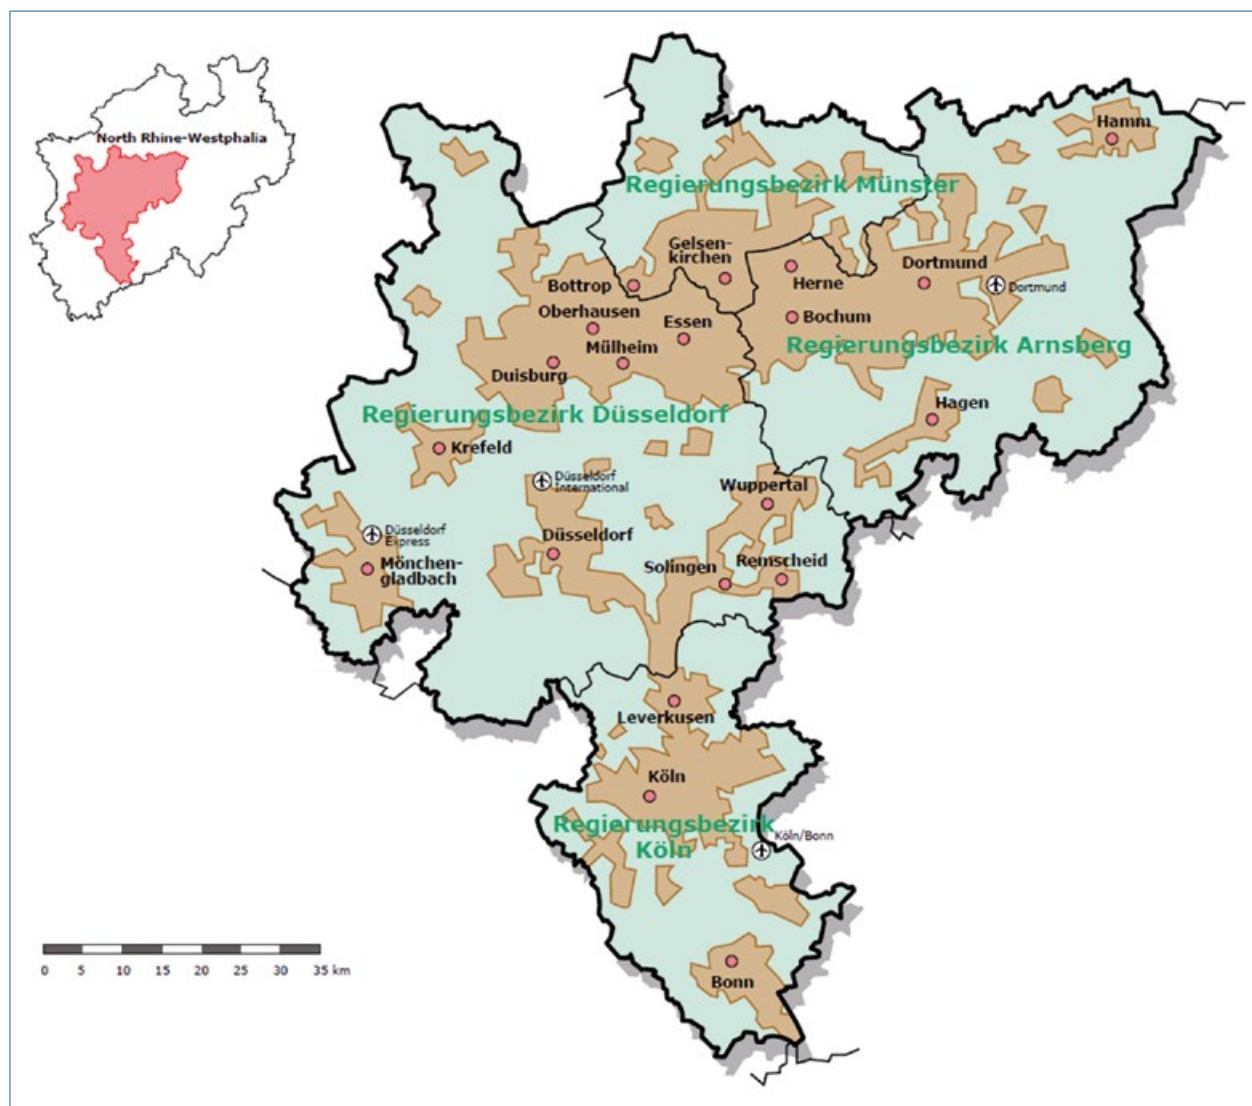 North Rhine-Westphalia
Hamm
Regierungsbezirk Münster
Gelsen-
kirchen
Bottrop
Herne
Dortmund
Dortmund
Oberhausen
Essen
Bochum
Mülheim
Regierungsbezirk Arnsberg
Duisburg
Regierungsbezirk Düsseldorf
Hagen
Krefeld
Düsseldorf
International
Wuppertal
Düsseldorf
Express
Düsseldorf
Mönchen-
gladbach
Solingen
Remscheid
Leverkusen
Köln
Regierungsbezirk
Köln
Köln/Bonn
0 5 10 15 20 25 30 35 km
Bonn